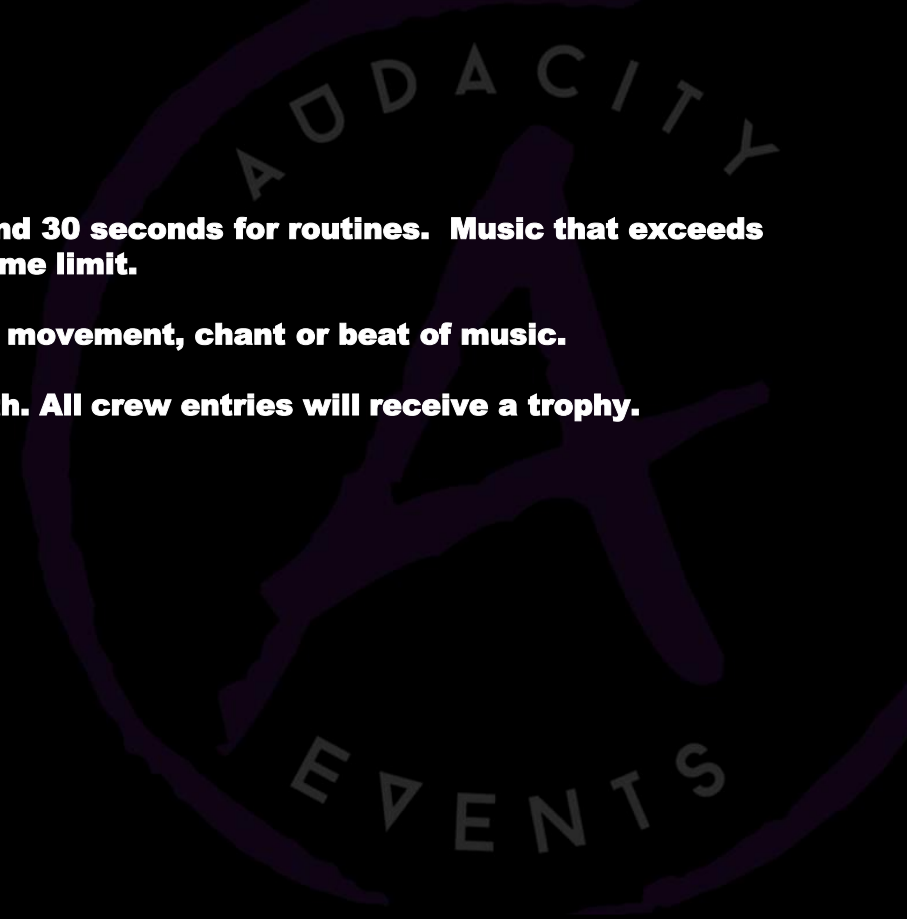 AUDACITY
nd 30 seconds for routines.  Music that exceeds
me limit.
movement, chant or beat of music.
h. All crew entries will receive a trophy.
EVENTS